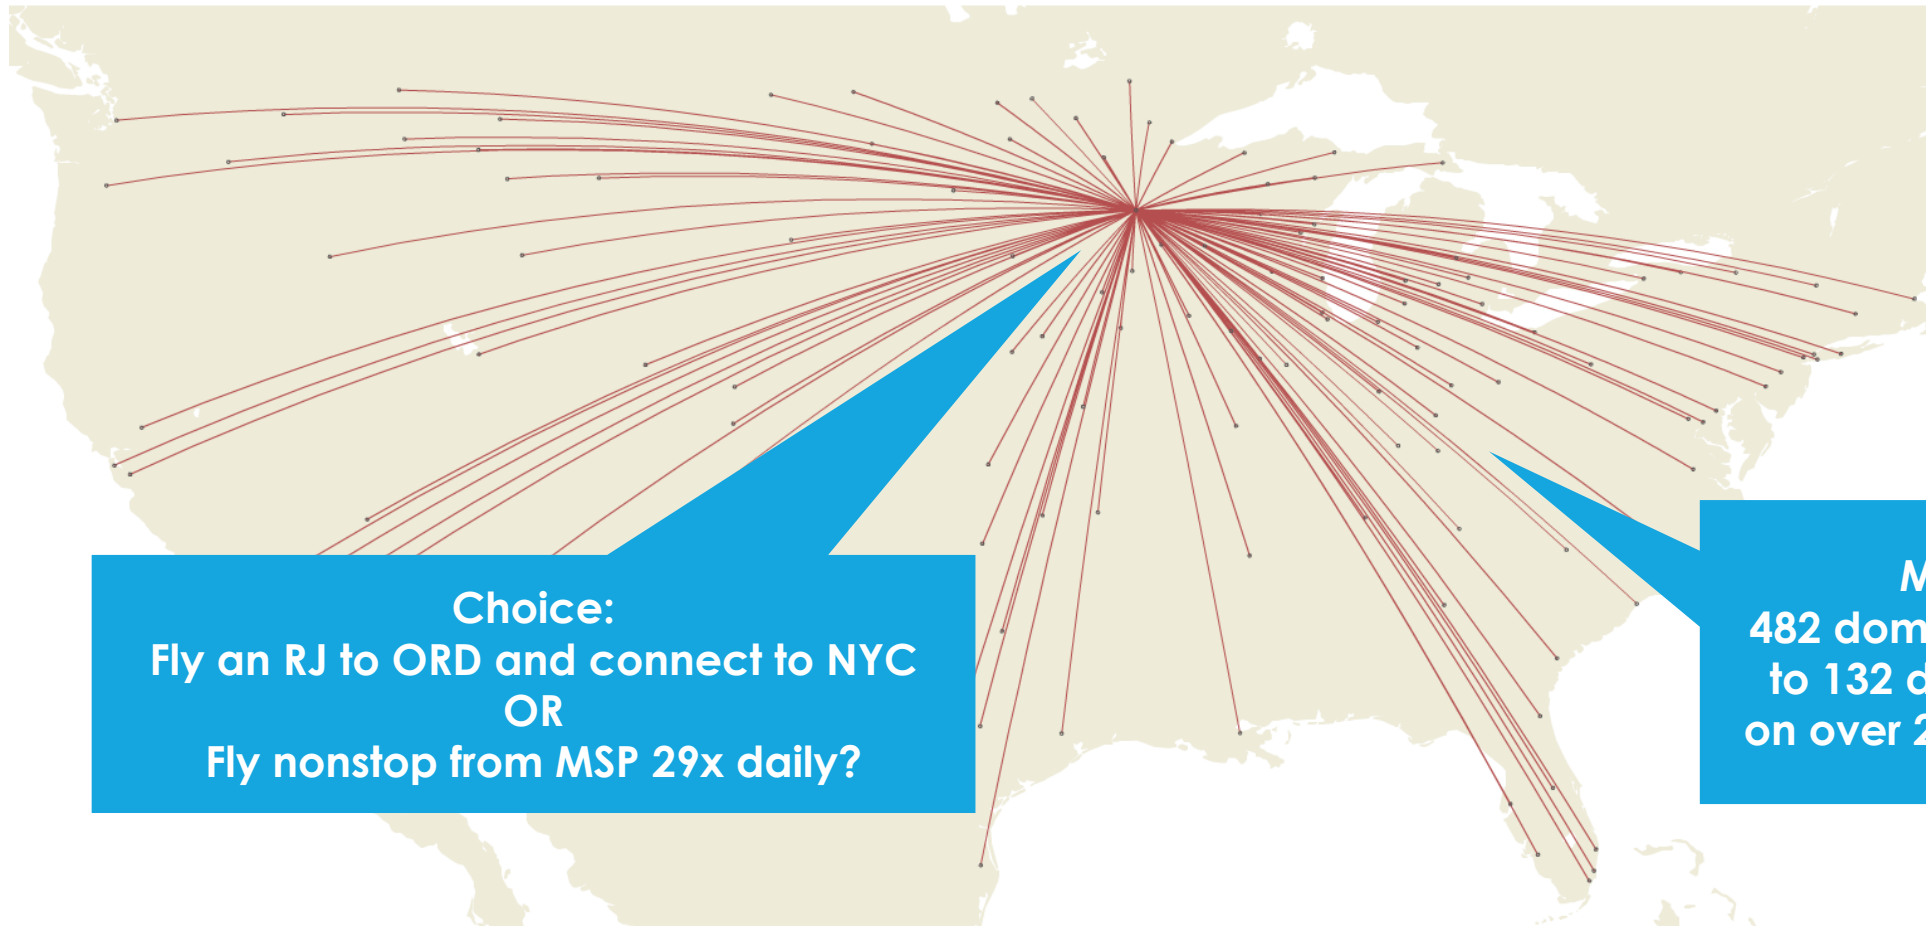 Choice:
Fly an RJ to ORD and connect to NYC
OR
Fly nonstop from MSP 29x daily?
M
482 dom
to 132 d
on over 2